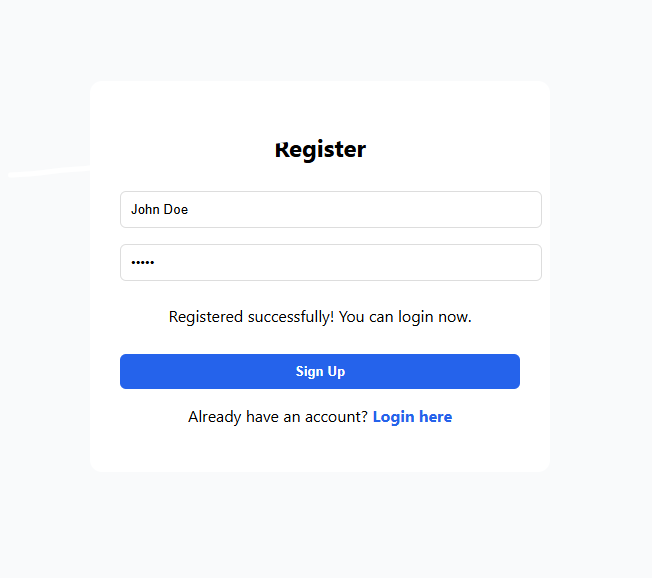 Register
John Doe
•••••
Registered successfully! You can login now.
Sign Up
Already have an account? Login here